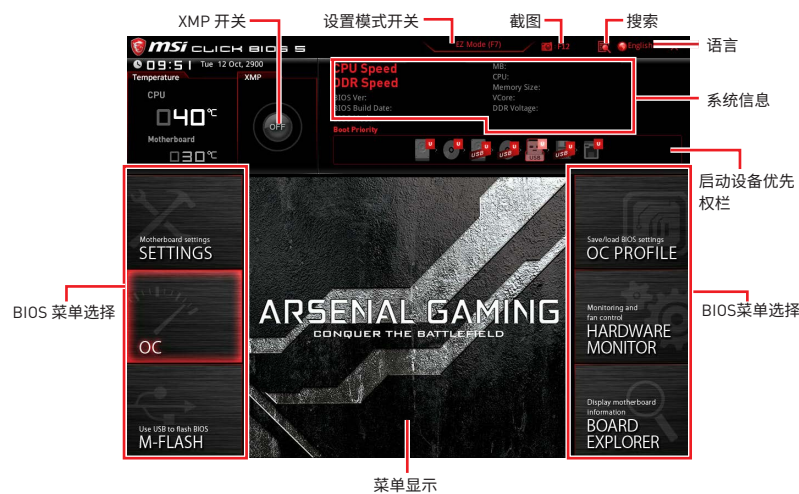 XMP 开关
设置模式开关
截图
搜索
语言
msi CLICK BIOS 5
EZ Mode (F7)
F12
English
09:51 Tue 12 Oct, 2900
Temperature
XMP
CPU
40℃
Motherboard
30℃
OFF
CPU Speed
DDR Speed
BIOS Ver:
BIOS Build Date:
MB:
CPU:
Memory Size:
VCore:
DDR Voltage:
系统信息
Boot Priority
U U U U U U U
USB USB USB USB
启动设备优先
权栏
Motherboard settings
SETTINGS
OC
Use USB to flash BIOS
M-FLASH
BIOS 菜单选择
ARSENAL GAMING
CONQUER THE BATTLEFIELD
Save/load BIOS settings
OC PROFILE
Monitoring and
fan control
HARDWARE
MONITOR
Display motherboard
information
BOARD
EXPLORER
BIOS菜单选择
菜单显示